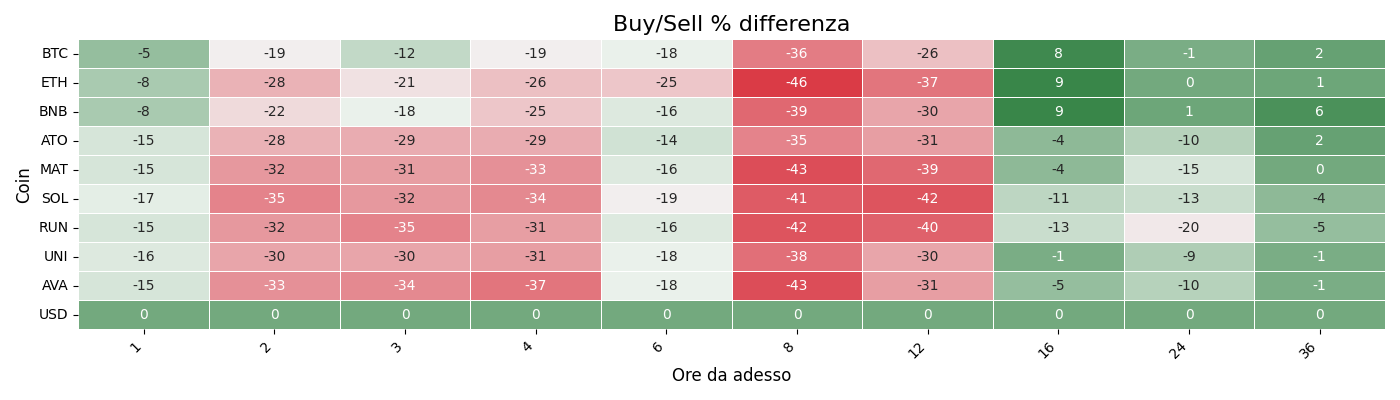 Buy/Sell % differenza
Coin
BTC -5 -19 -12 -19 -18 -36 -26 8 -1 2
ETH -8 -28 -21 -26 -25 -46 -37 9 0 1
BNB -8 -22 -18 -25 -16 -39 -30 9 1 6
ATO -15 -28 -29 -29 -14 -35 -31 -4 -10 2
MAT -15 -32 -31 -33 -16 -43 -39 -4 -15 0
SOL -17 -35 -32 -34 -19 -41 -42 -11 -13 -4
RUN -15 -32 -35 -31 -16 -42 -40 -13 -20 -5
UNI -16 -30 -30 -31 -18 -38 -30 -1 -9 -1
AVA -15 -33 -34 -37 -18 -43 -31 -5 -10 -1
USD 0 0 0 0 0 0 0 0 0 0
1 2 3 4 6 8 12 16 24 36
Ore da adesso